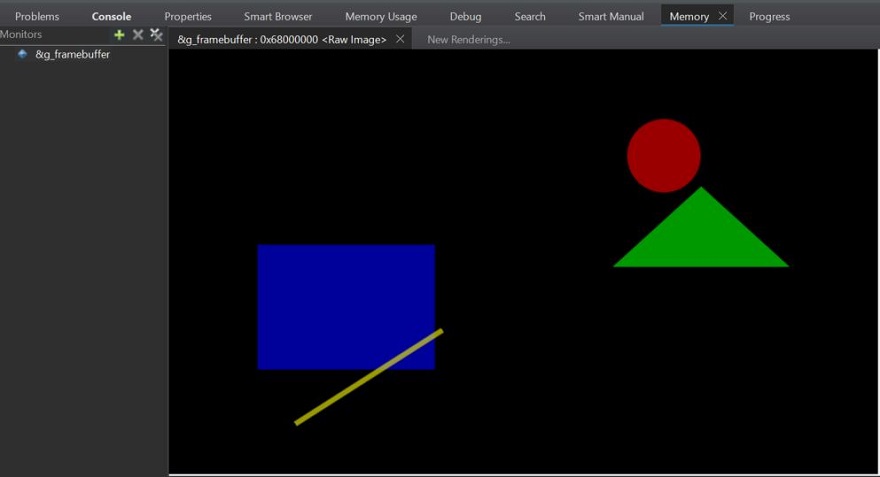 Problems Console Properties Smart Browser Memory Usage Debug Search Smart Manual Memory Progress
Monitors
&g_framebuffer : 0x68000000 <Raw Image> New Renderings...
&g_framebuffer